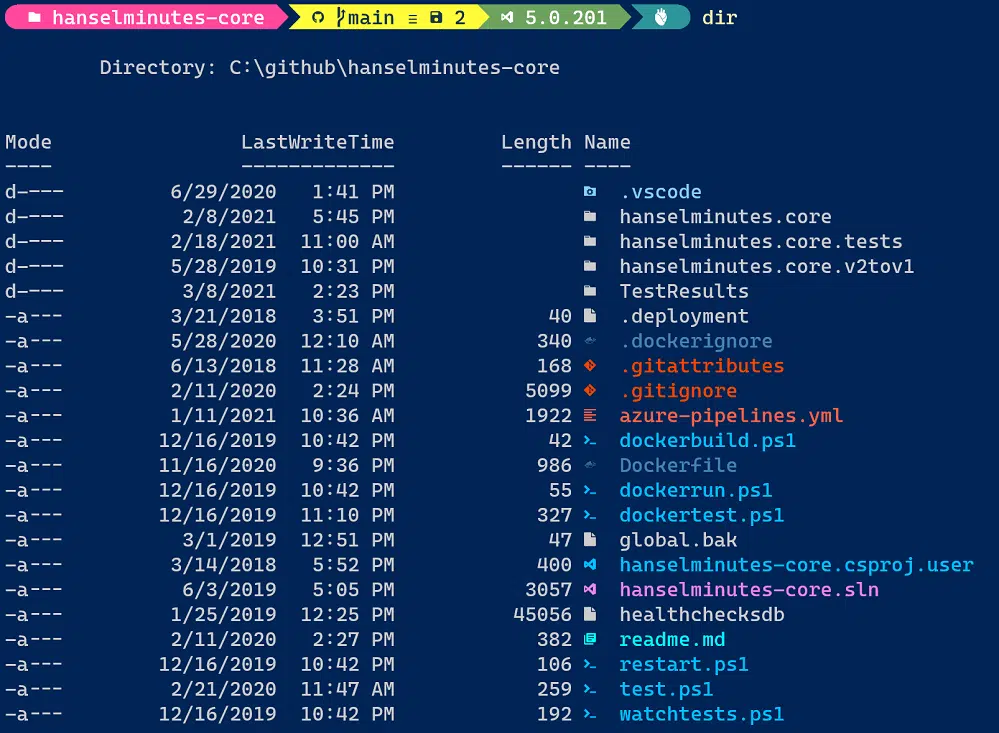 hanselminutes-core main ≡ 2 5.0.201 dir
Directory: C:\github\hanselminutes-core
Mode LastWriteTime Length Name
---- ------------- ------ ----
d---- 6/29/2020 1:41 PM .vscode
d---- 2/8/2021 5:45 PM hanselminutes.core
d---- 2/18/2021 11:00 AM hanselminutes.core.tests
d---- 5/28/2019 10:31 PM hanselminutes.core.v2tov1
d---- 3/8/2021 2:23 PM TestResults
-a--- 3/21/2018 3:51 PM 40 .deployment
-a--- 5/28/2020 12:10 AM 340 .dockerignore
-a--- 6/13/2018 11:28 AM 168 .gitattributes
-a--- 2/11/2020 2:24 PM 5099 .gitignore
-a--- 1/11/2021 10:36 AM 1922 azure-pipelines.yml
-a--- 12/16/2019 10:42 PM 42 dockerbuild.ps1
-a--- 11/16/2020 9:36 PM 986 Dockerfile
-a--- 12/16/2019 10:42 PM 55 dockerrun.ps1
-a--- 12/16/2019 11:10 PM 327 dockertest.ps1
-a--- 3/1/2019 12:51 PM 47 global.bak
-a--- 3/14/2018 5:52 PM 400 hanselminutes-core.csproj.user
-a--- 6/3/2019 5:05 PM 3057 hanselminutes-core.sln
-a--- 1/25/2019 12:25 PM 45056 healthchecksdb
-a--- 2/11/2020 2:27 PM 382 readme.md
-a--- 12/16/2019 10:42 PM 106 restart.ps1
-a--- 2/21/2020 11:47 AM 259 test.ps1
-a--- 12/16/2019 10:42 PM 192 watchtests.ps1